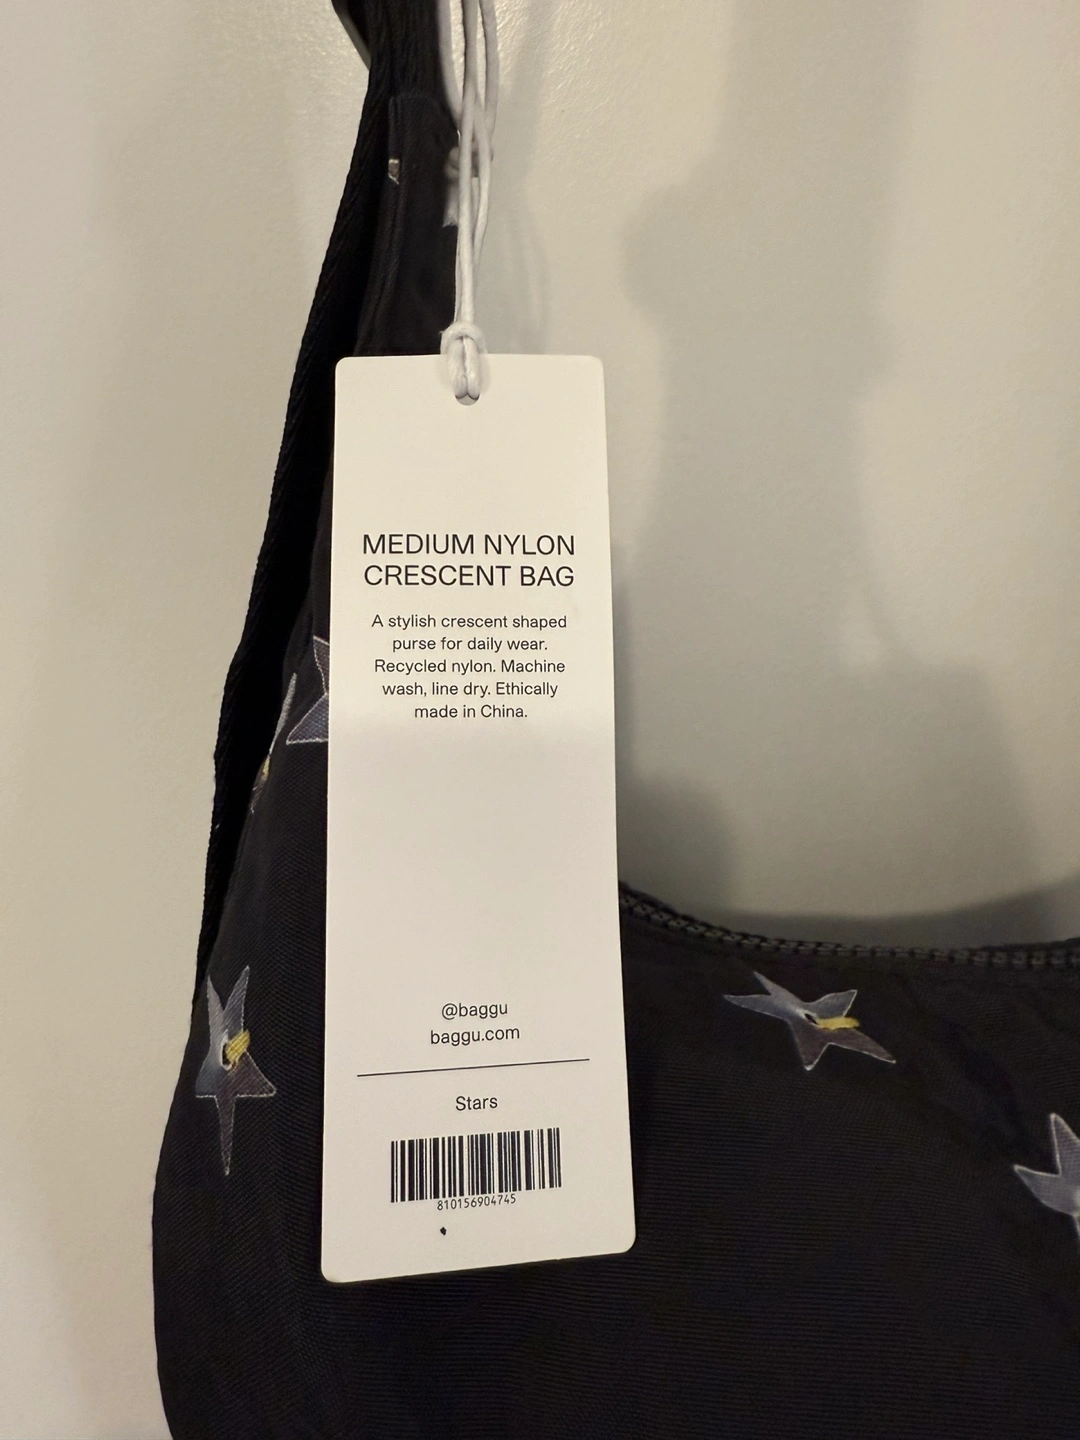 MEDIUM NYLON
CRESCENT BAG
A stylish crescent shaped
purse for daily wear.
Recycled nylon. Machine
wash, line dry. Ethically
made in China.
@baggu
baggu.com
Stars
810156904745